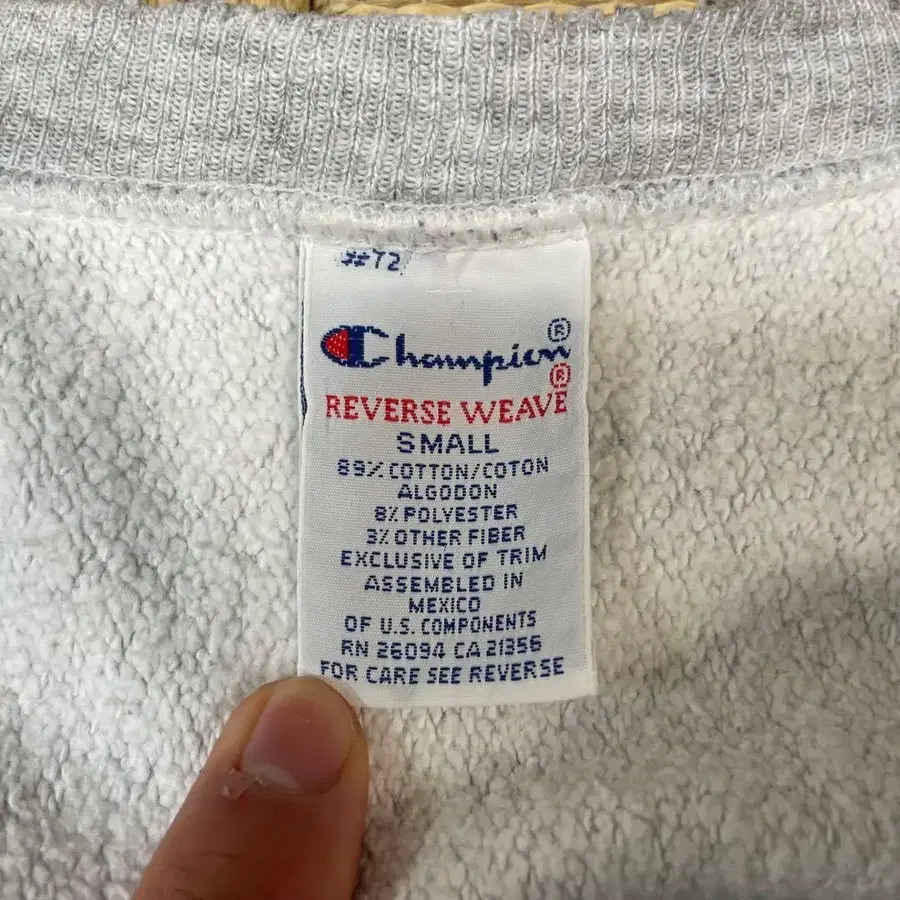 #72
Champion®
REVERSE WEAVE®
SMALL
89% COTTON/COTON
ALGODON
8% POLYESTER
3% OTHER FIBER
EXCLUSIVE OF TRIM
ASSEMBLED IN
MEXICO
OF U.S. COMPONENTS
RN 26094 CA 21356
FOR CARE SEE REVERSE